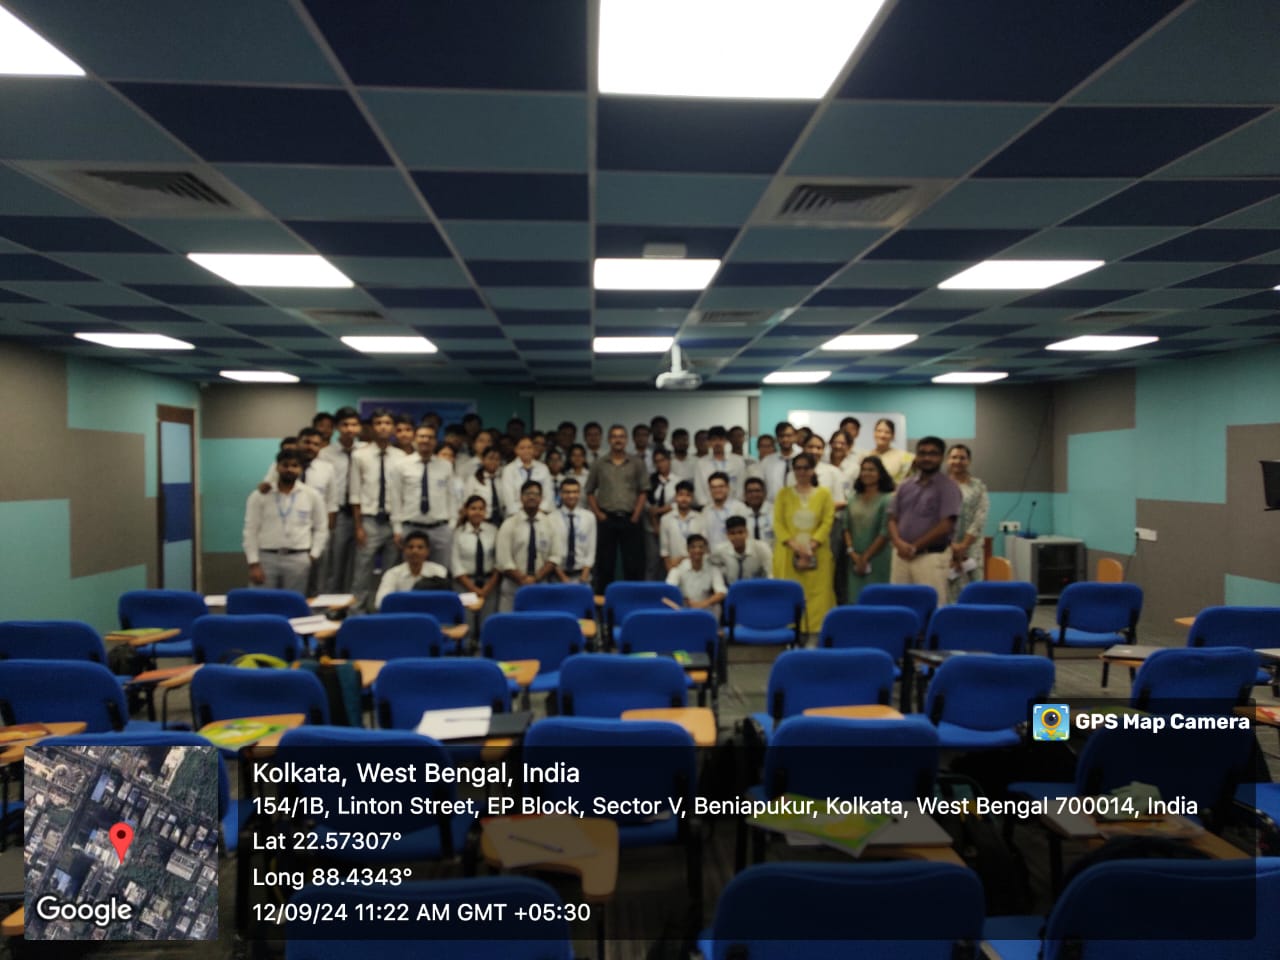 GPS Map Camera
Kolkata, West Bengal, India
154/1B, Linton Street, EP Block, Sector V, Beniapukur, Kolkata, West Bengal 700014, India
Lat 22.57307°
Long 88.4343°
12/09/24 11:22 AM GMT +05:30
Google